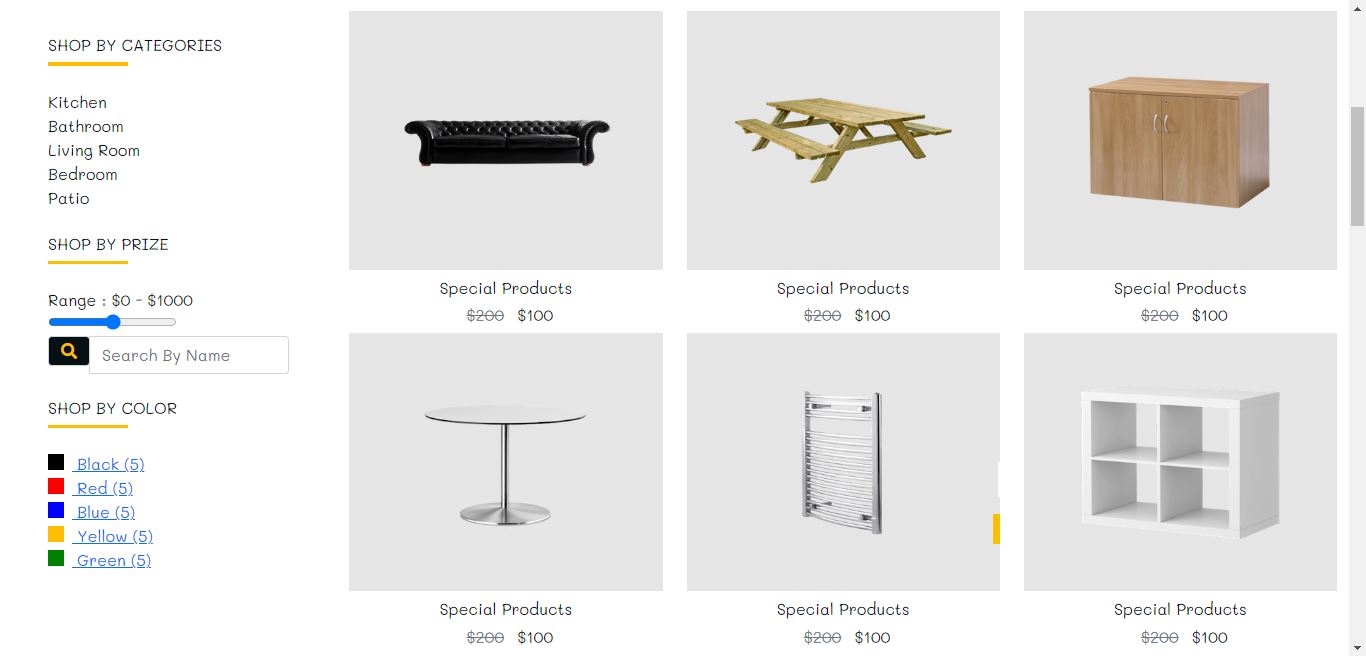 SHOP BY CATEGORIES
Kitchen
Bathroom
Living Room
Bedroom
Patio
SHOP BY PRIZE
Range : $0 - $1000
Search By Name
SHOP BY COLOR
Black (5)
Red (5)
Blue (5)
Yellow (5)
Green (5)
Special Products
$200 $100
Special Products
$200 $100
Special Products
$200 $100
Special Products
$200 $100
Special Products
$200 $100
Special Products
$200 $100